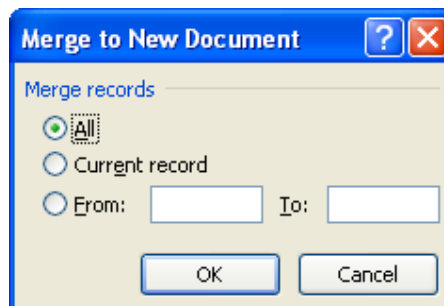 Merge to New Document ?
Merge records
All
Current record
From: To:
OK Cancel